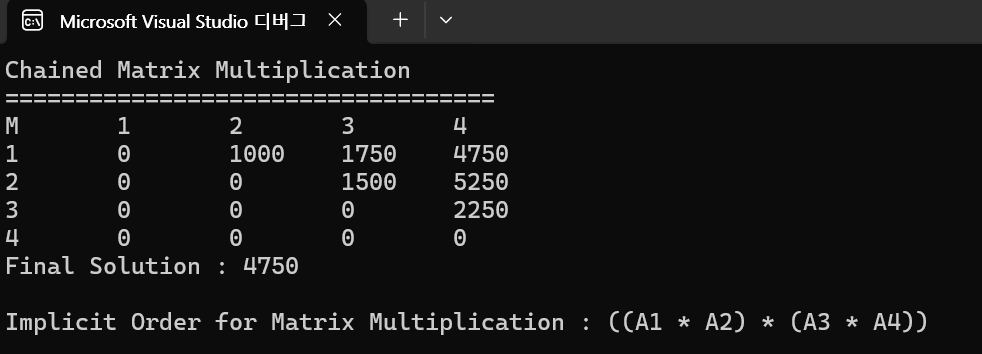 Microsoft Visual Studio 디버그
Chained Matrix Multiplication
===================================
M 1 2 3 4
1 0 1000 1750 4750
2 0 0 1500 5250
3 0 0 0 2250
4 0 0 0 0
Final Solution : 4750
Implicit Order for Matrix Multiplication : ((A1 * A2) * (A3 * A4))